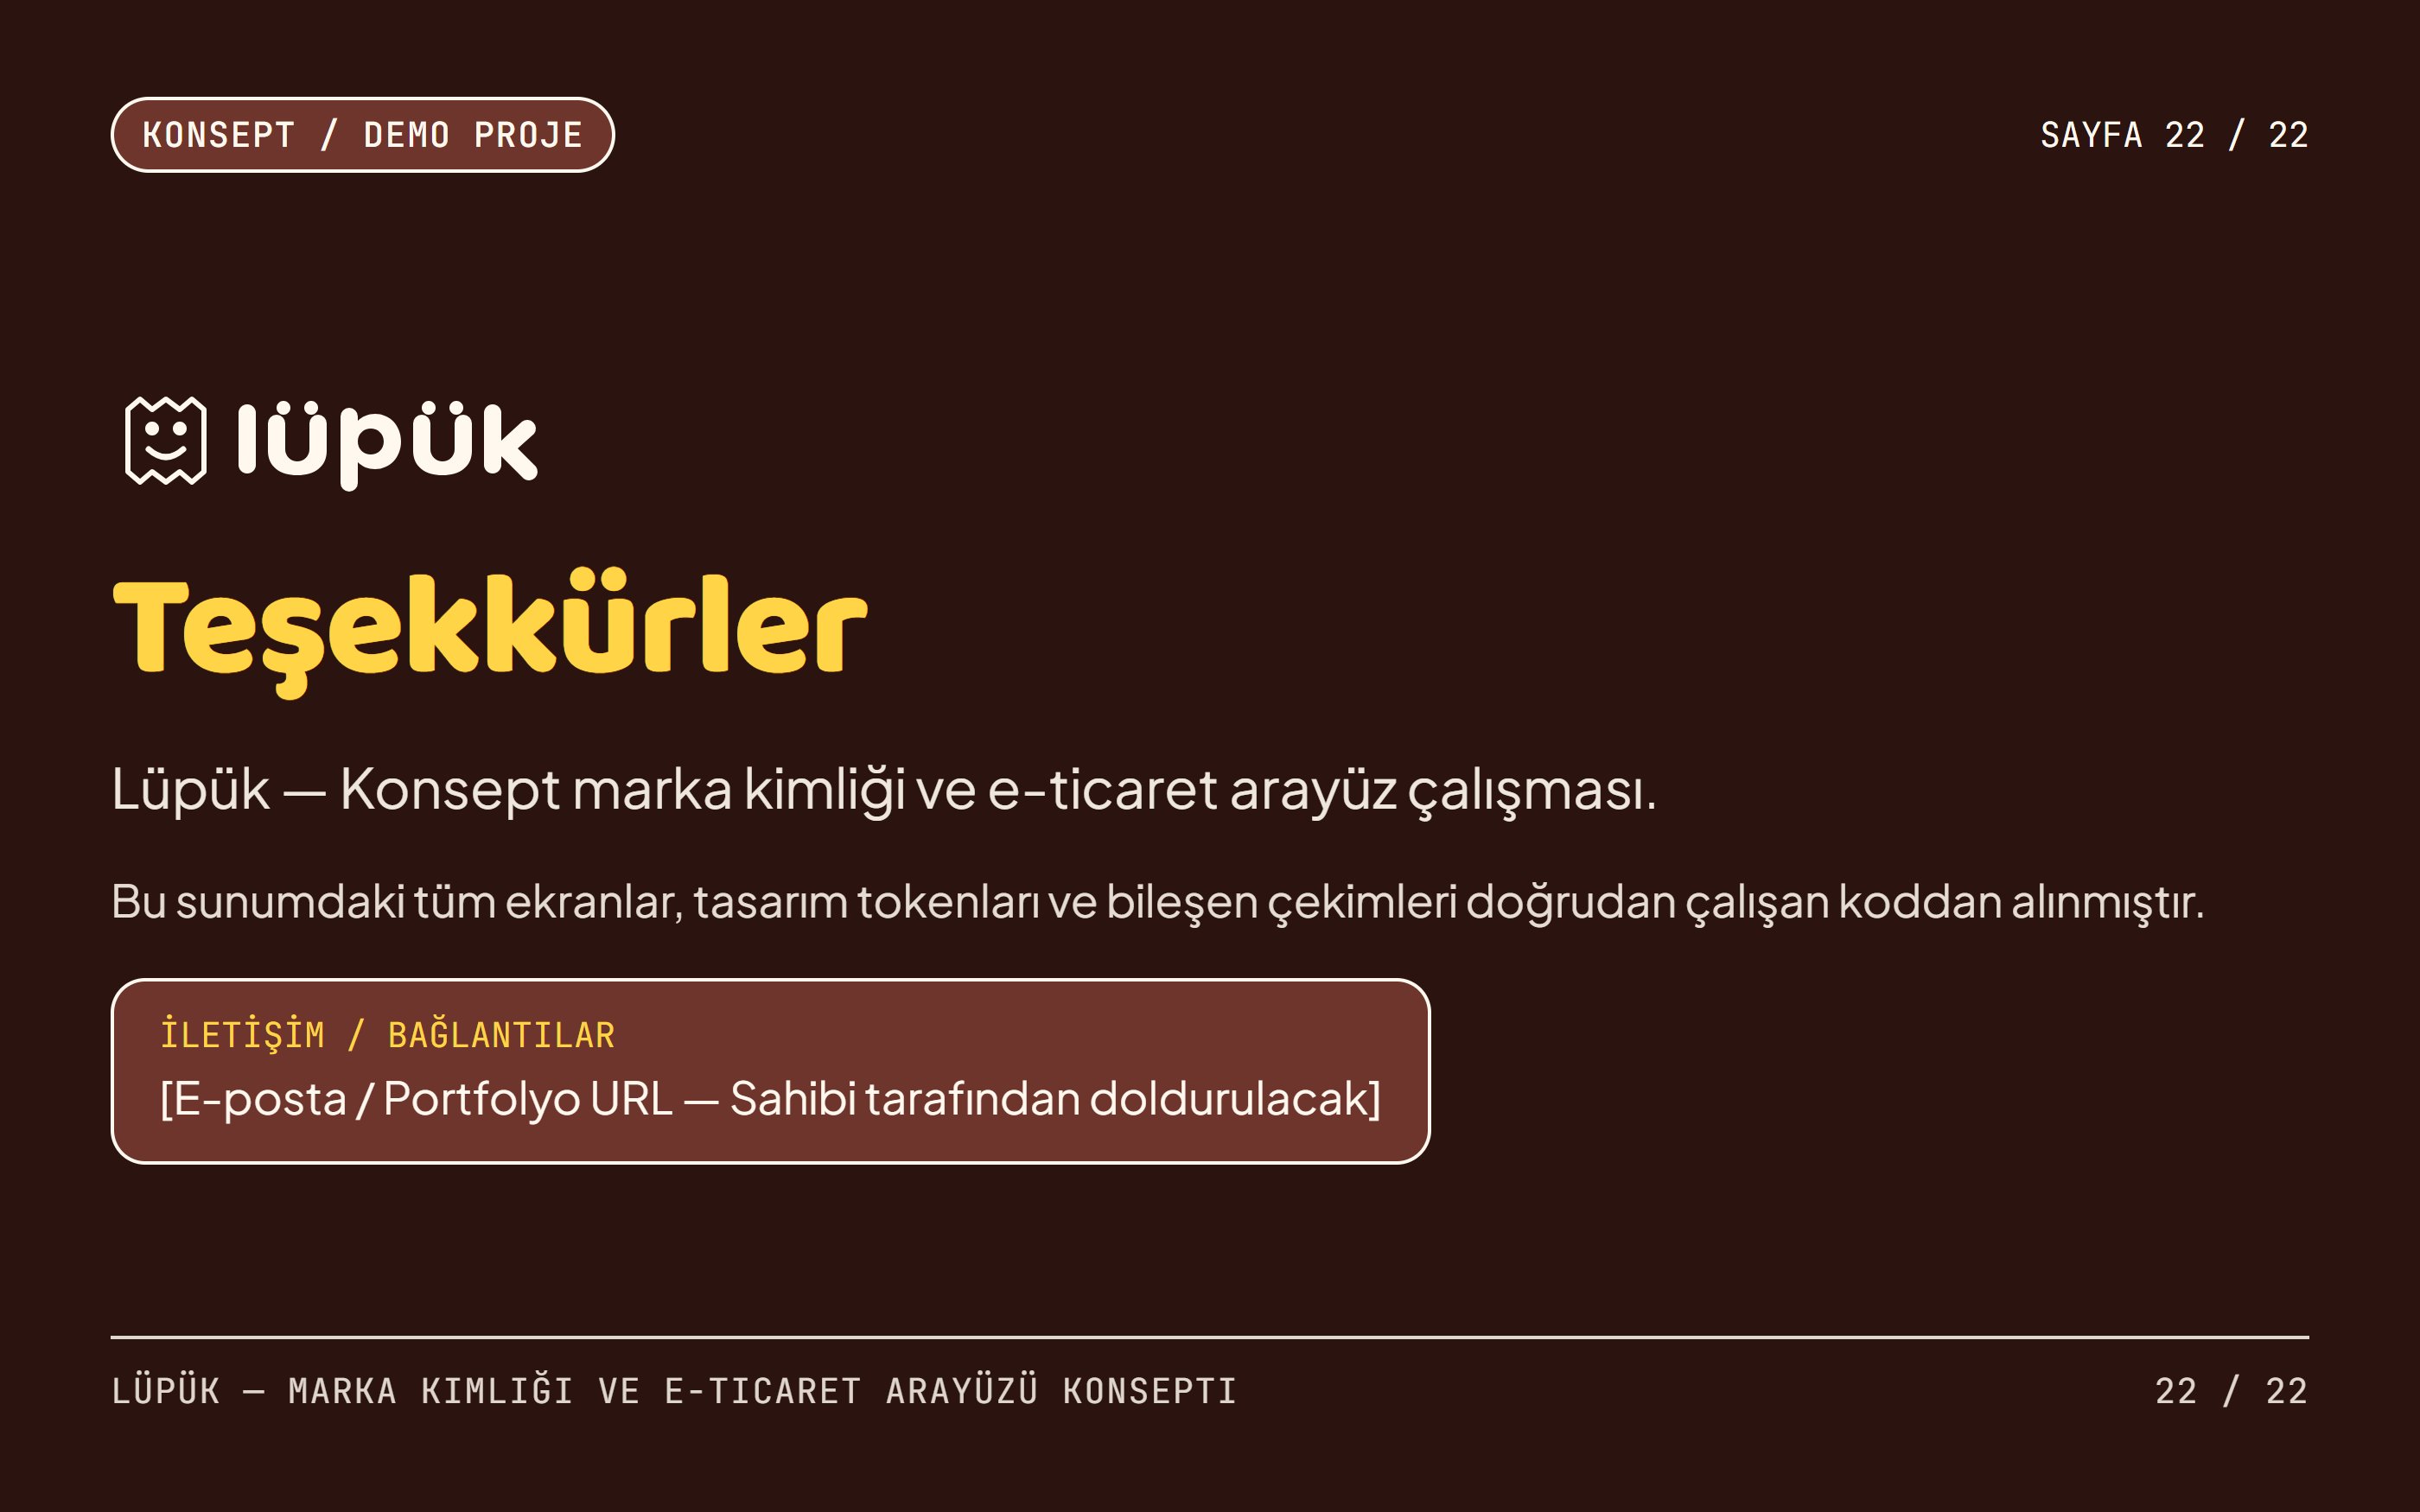 KONSEPT / DEMO PROJE
SAYFA 22 / 22
lüpük
Teşekkürler
Lüpük — Konsept marka kimliği ve e-ticaret arayüz çalışması.
Bu sunumdaki tüm ekranlar, tasarım tokenları ve bileşen çekimleri doğrudan çalışan koddan alınmıştır.
İLETİŞİM / BAĞLANTILAR
[E-posta / Portfolyo URL — Sahibi tarafından doldurulacak]
LÜPÜK — MARKA KIMLIĞI VE E-TICARET ARAYÜZÜ KONSEPTI
22 / 22